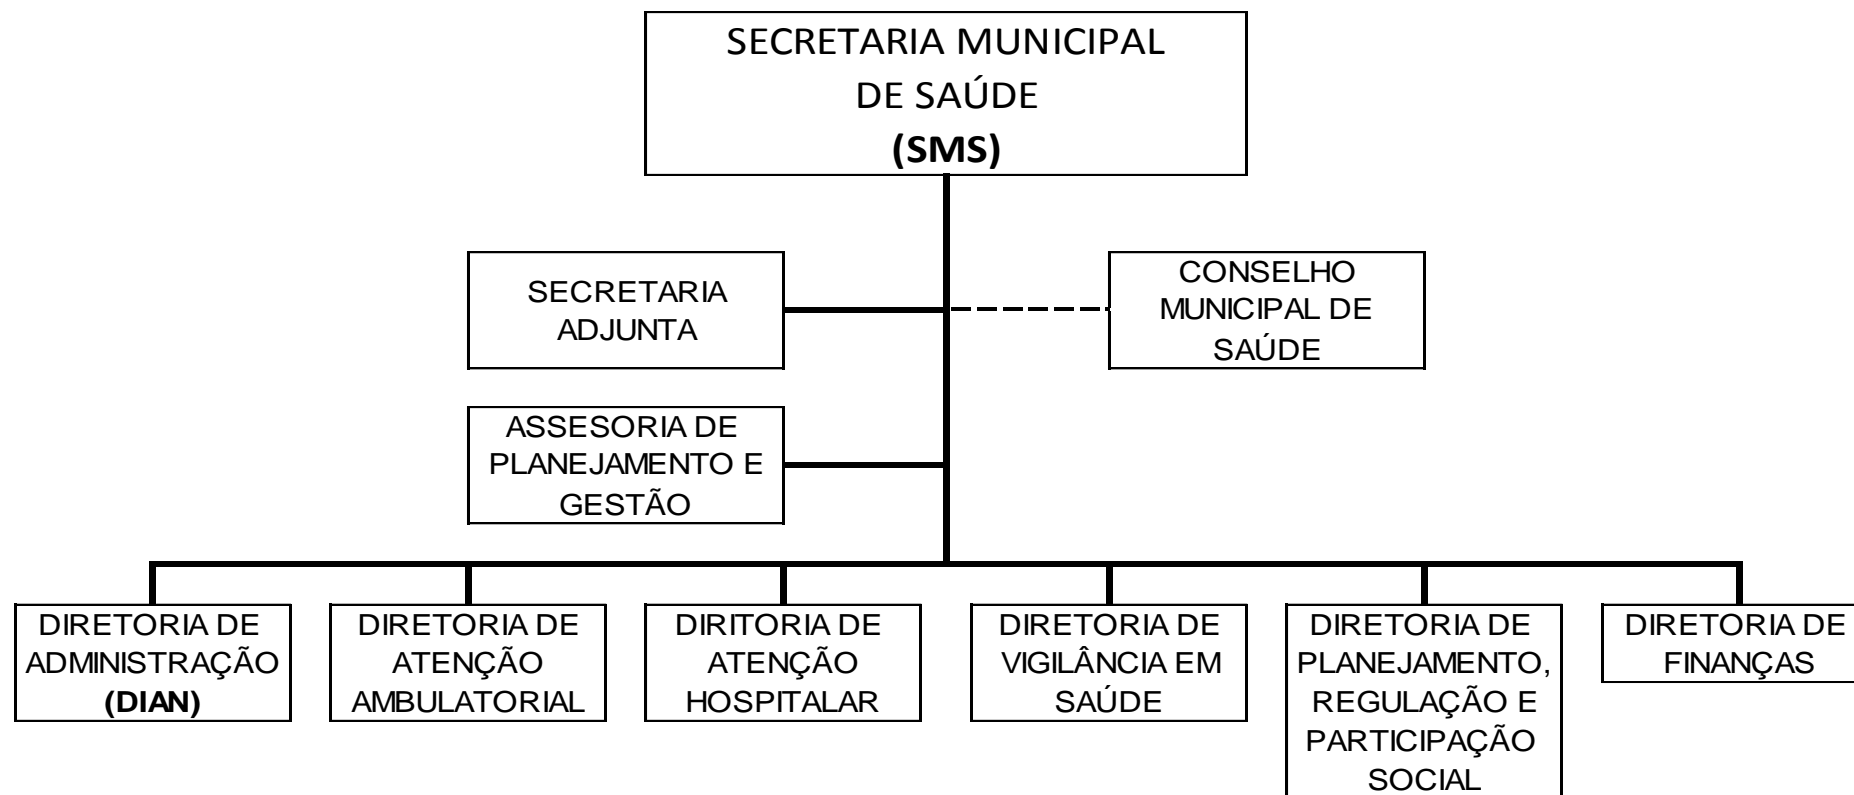 SECRETARIA MUNICIPAL
DE SAÚDE
(SMS)
SECRETARIA
ADJUNTA
CONSELHO
MUNICIPAL DE
SAÚDE
ASSESORIA DE
PLANEJAMENTO E
GESTÃO
DIRETORIA DE
ADMINISTRAÇÃO
(DIAN)
DIRETORIA DE
ATENÇÃO
AMBULATORIAL
DIRITORIA DE
ATENÇÃO
HOSPITALAR
DIRETORIA DE
VIGILÂNCIA EM
SAÚDE
DIRETORIA DE
PLANEJAMENTO,
REGULAÇÃO E
PARTICIPAÇÃO
SOCIAL
DIRETORIA DE
FINANÇAS